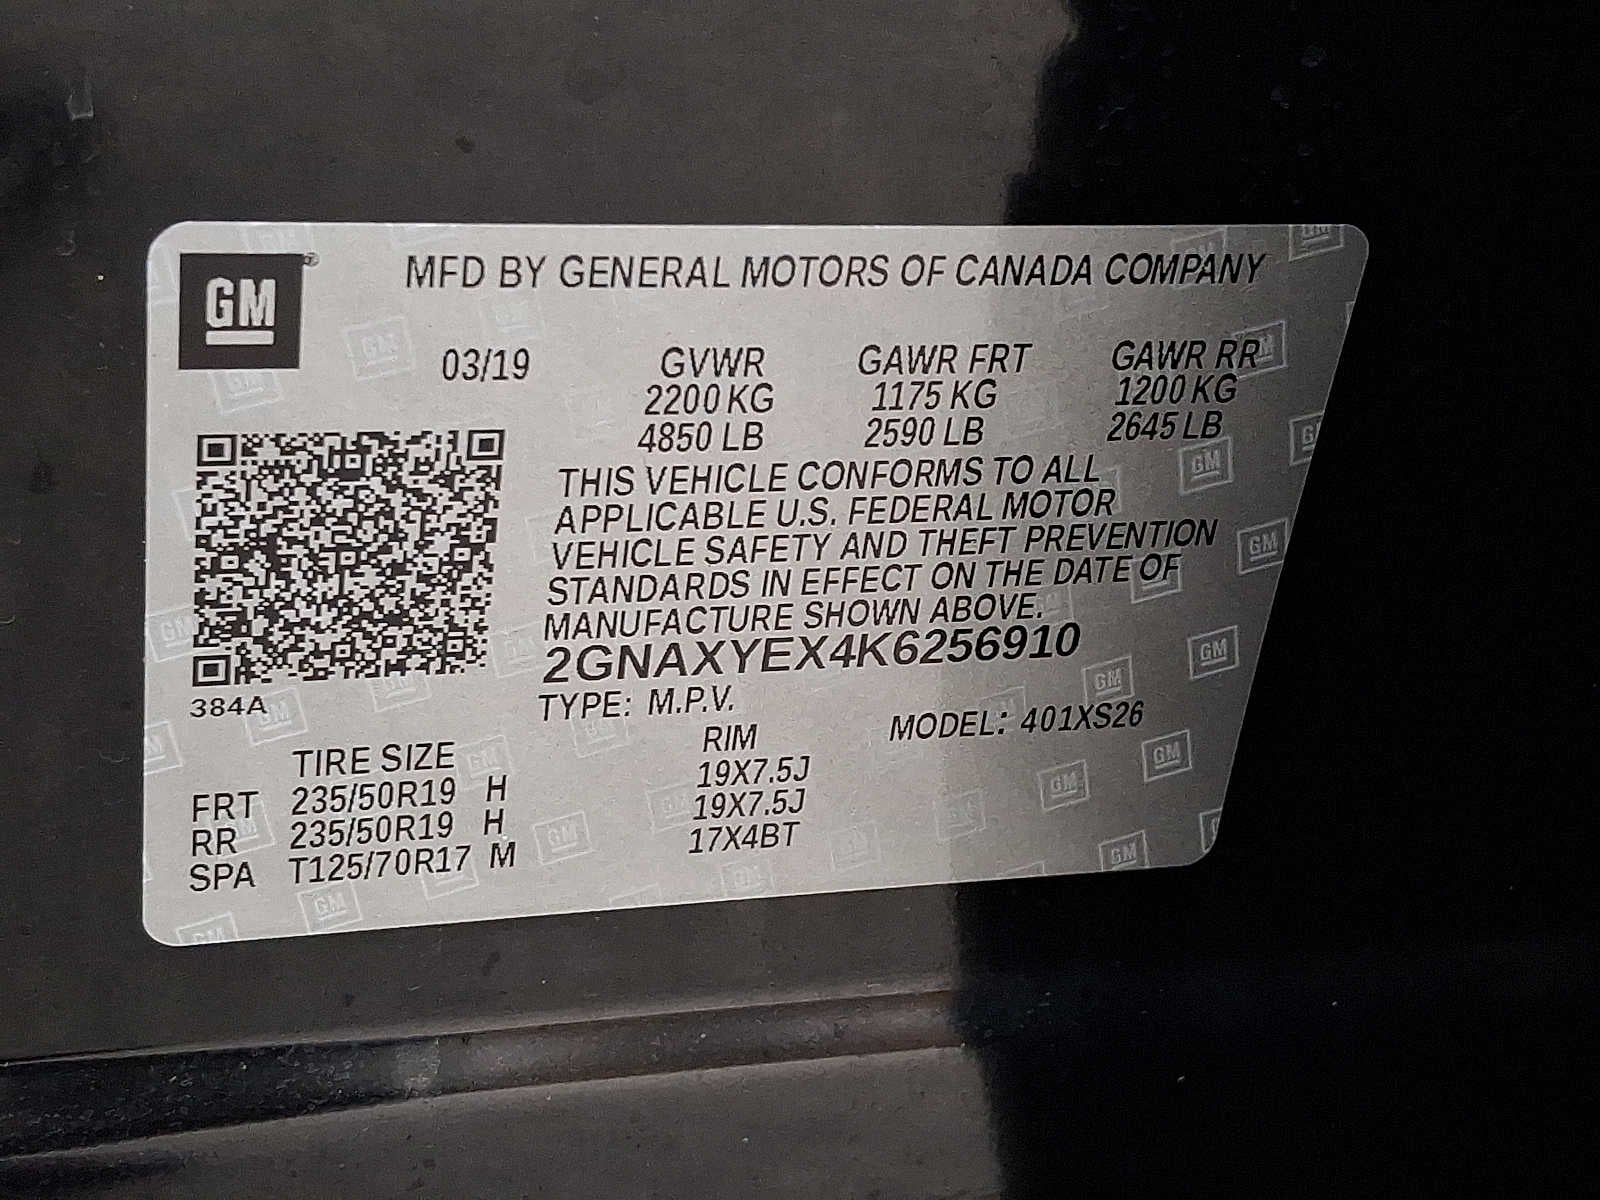 GM
MFD BY GENERAL MOTORS OF CANADA COMPANY
03/19 GVWR GAWR FRT GAWR RR
2200 KG 1175 KG 1200 KG
4850 LB 2590 LB 2645 LB
THIS VEHICLE CONFORMS TO ALL
APPLICABLE U.S. FEDERAL MOTOR
VEHICLE SAFETY AND THEFT PREVENTION
STANDARDS IN EFFECT ON THE DATE OF
MANUFACTURE SHOWN ABOVE.
2GNAXYEX4K6256910
384A
TYPE: M.P.V. MODEL: 401XS26
TIRE SIZE RIM
FRT 235/50R19 H 19X7.5J
RR 235/50R19 H 19X7.5J
SPA T125/70R17 M 17X4BT